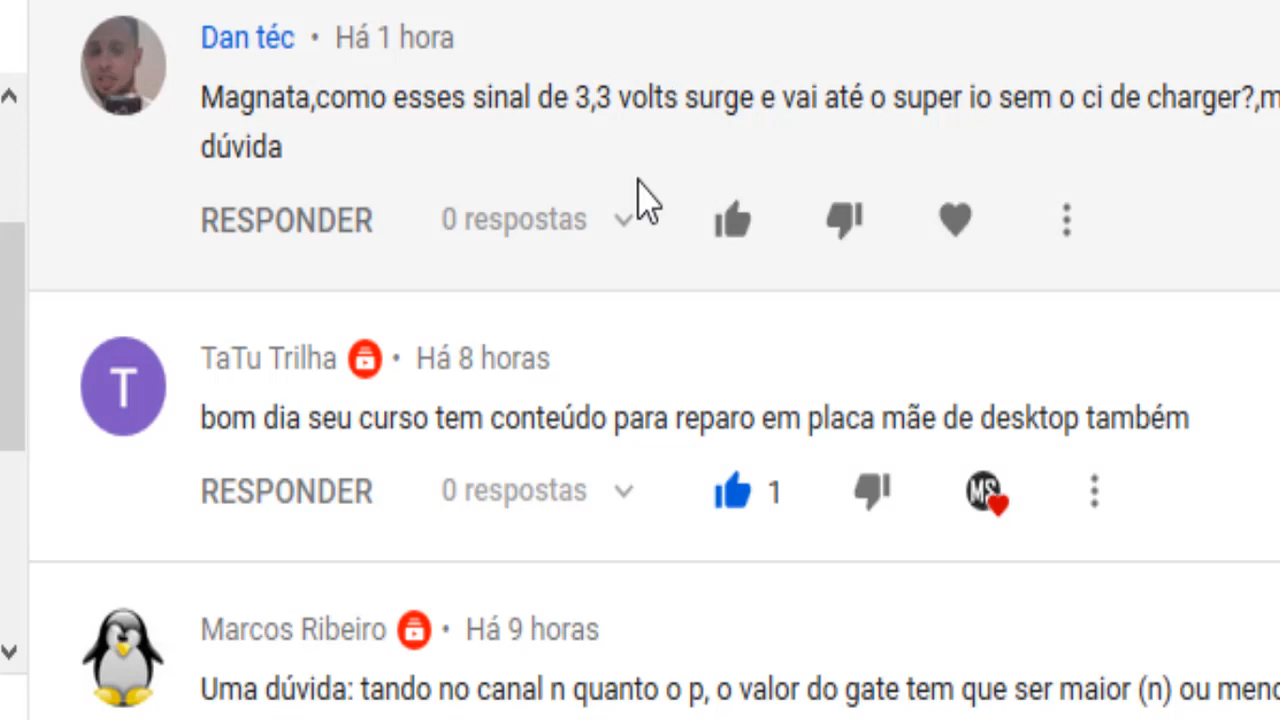 Dan téc • Há 1 hora
Magnata,como esses sinal de 3,3 volts surge e vai até o super io sem o ci de charger?,m
dúvida
RESPONDER 0 respostas
T
TaTu Trilha • Há 8 horas
bom dia seu curso tem conteúdo para reparo em placa mãe de desktop também
RESPONDER 0 respostas 1 MS
Marcos Ribeiro • Há 9 horas
Uma dúvida: tando no canal n quanto o p, o valor do gate tem que ser maior (n) ou meno